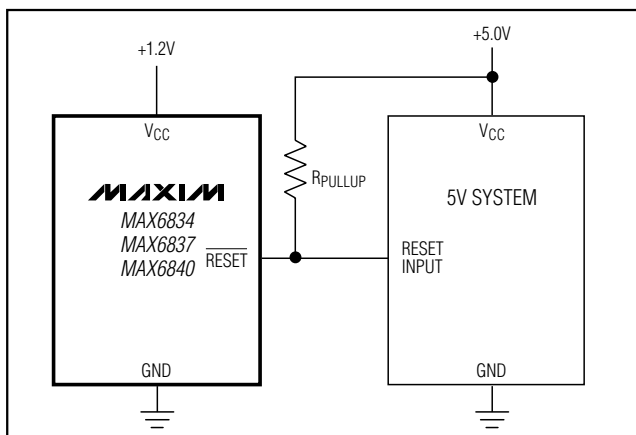 +1.2V
+5.0V
VCC
MAXIM
MAX6834
MAX6837
MAX6840
RESET
GND
RPULLUP
VCC
5V SYSTEM
RESET
INPUT
GND